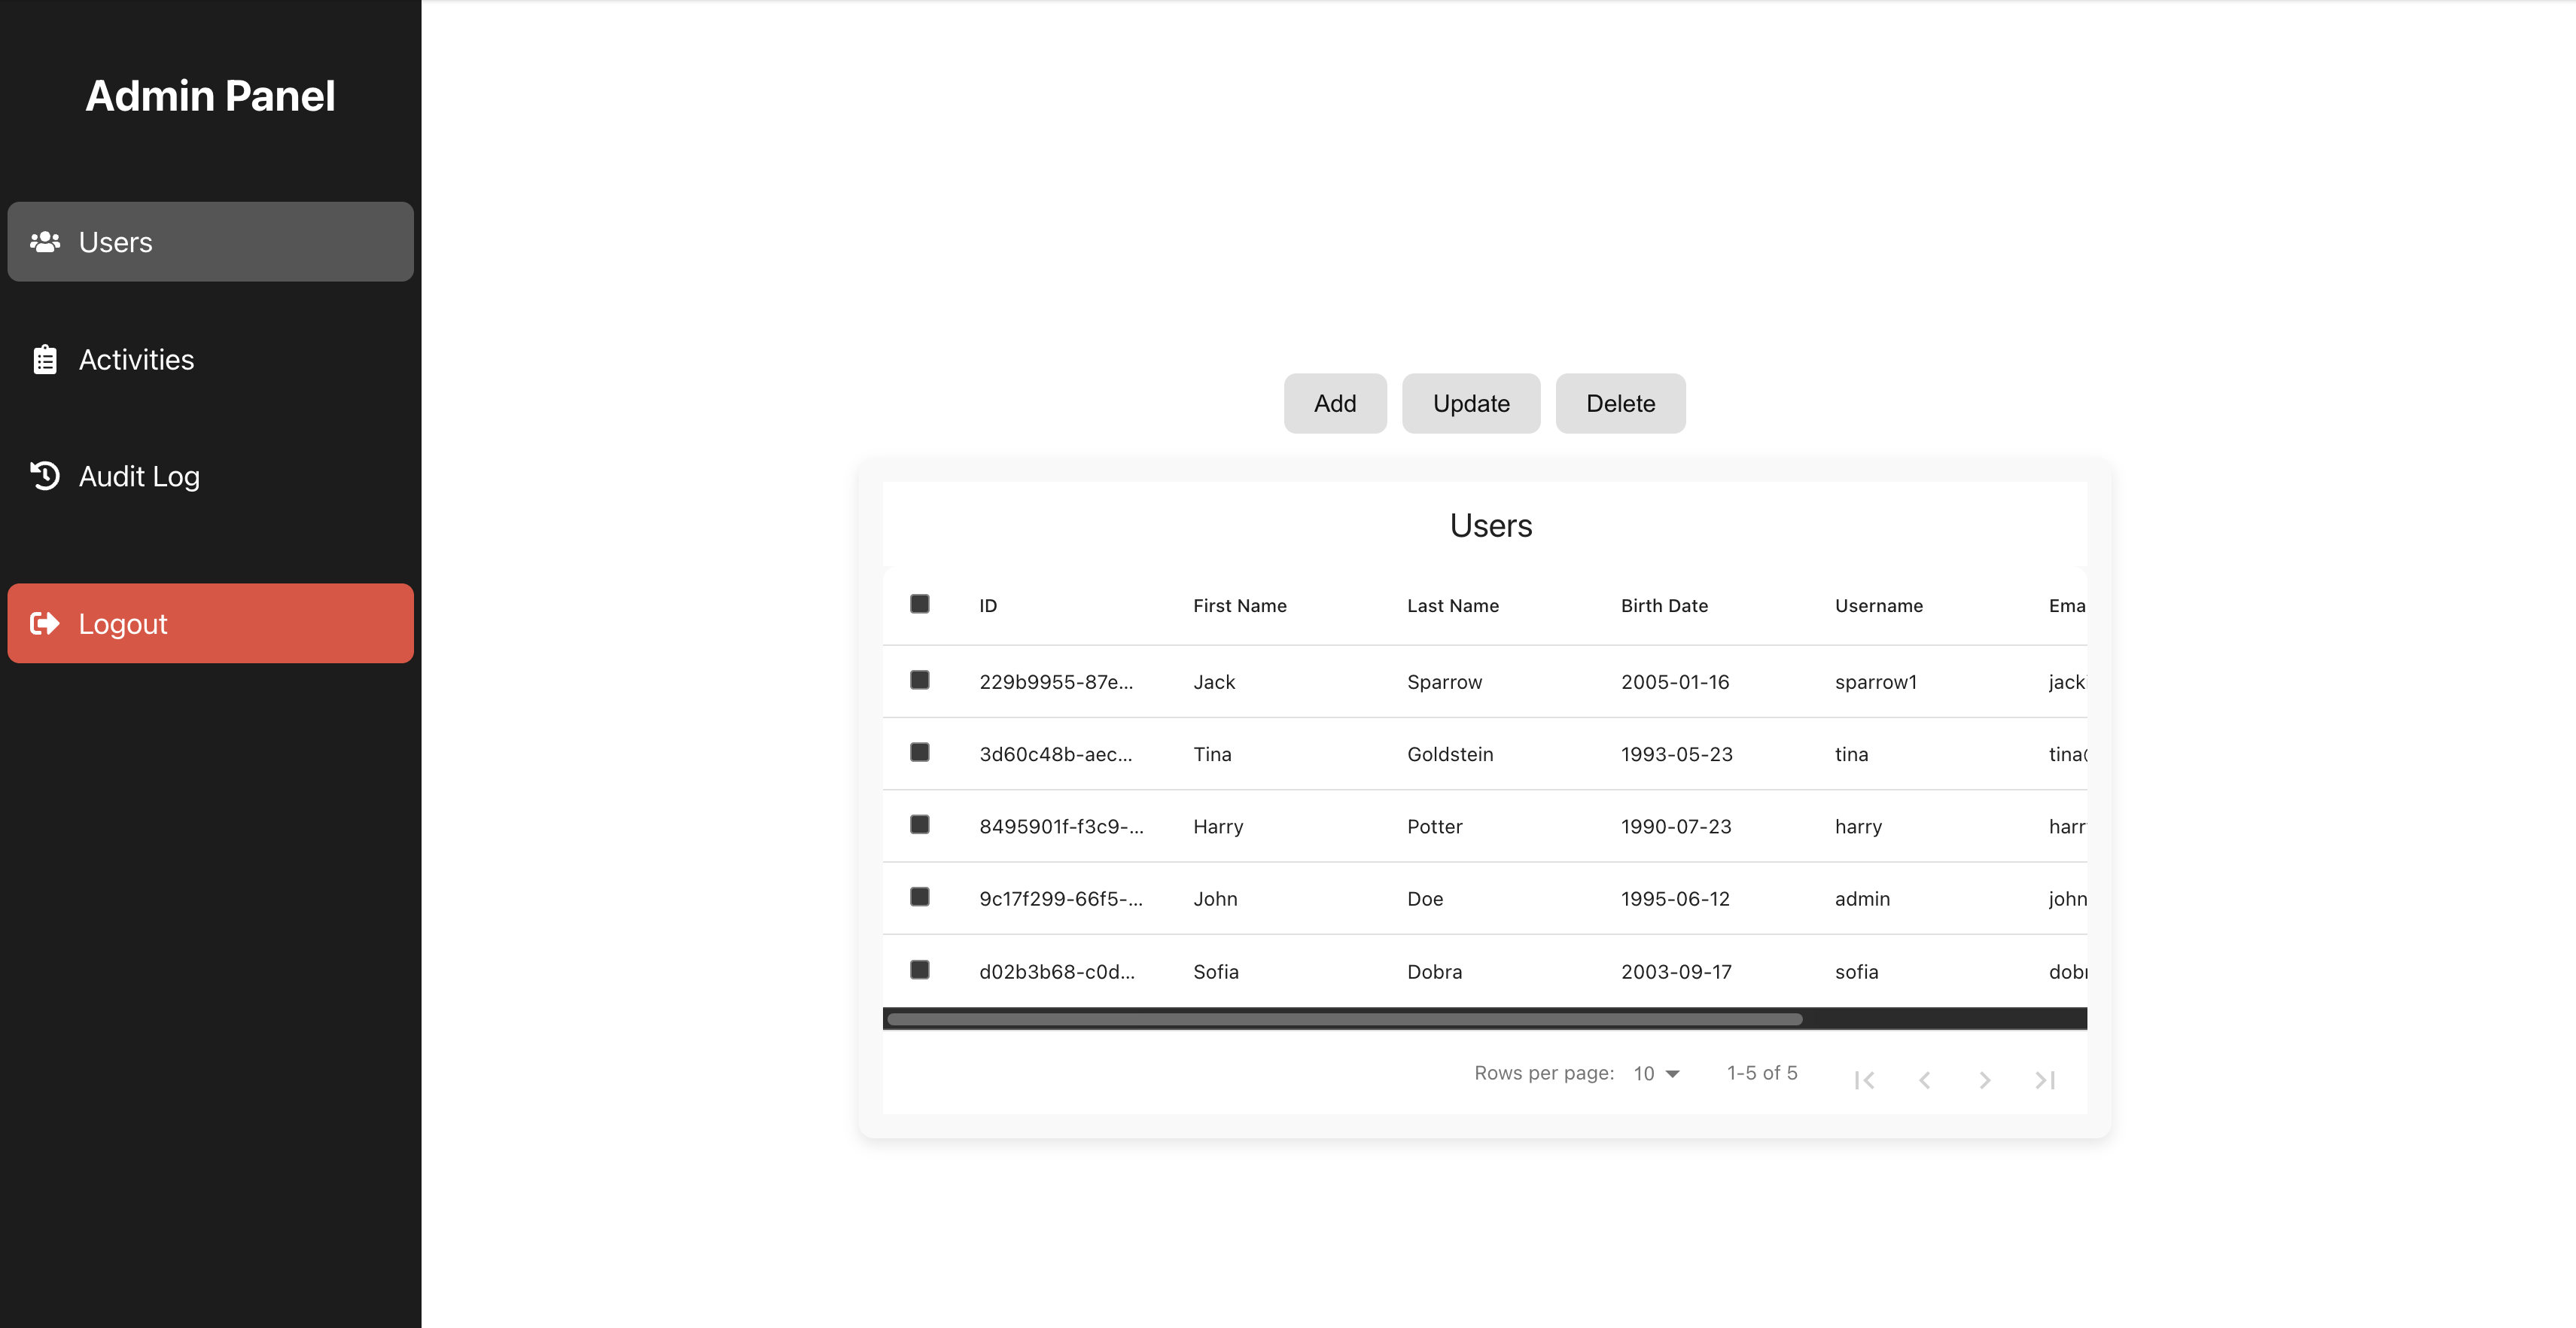 Admin Panel
Users
Activities
Audit Log
Logout
Add Update Delete
Users
ID First Name Last Name Birth Date Username Ema
229b9955-87e... Jack Sparrow 2005-01-16 sparrow1 jack
3d60c48b-aec... Tina Goldstein 1993-05-23 tina tina
8495901f-f3c9-... Harry Potter 1990-07-23 harry harr
9c17f299-66f5-... John Doe 1995-06-12 admin john
d02b3b68-c0d... Sofia Dobra 2003-09-17 sofia dob
Rows per page: 10 1-5 of 5